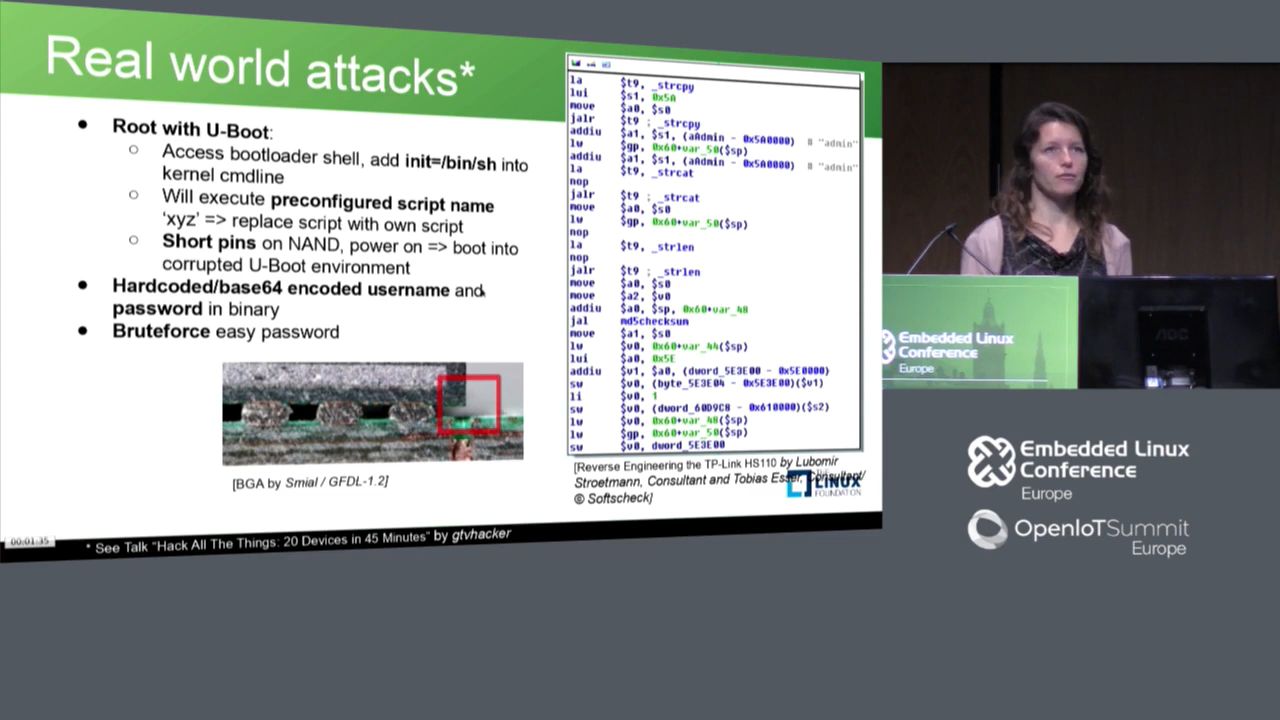 Real world attacks*
● Root with U-Boot:
○ Access bootloader shell, add init=/bin/sh into
kernel cmdline
○ Will execute preconfigured script name
‘xyz’ => replace script with own script
○ Short pins on NAND, power on => boot into
corrupted U-Boot environment
● Hardcoded/base64 encoded username and
password in binary
● Bruteforce easy password
[BGA by Smial / GFDL-1.2]
la $t9, _strcpy
lui $s1, 0x5A
move $a0, $s0
jalr $t9 ; _strcpy
addiu $a1, $s1, (aAdmin - 0x5A0000) # "admin"
lw $gp, 0x60+var_50($sp)
addiu $a1, $s1, (aAdmin - 0x5A0000) # "admin"
la $t9, _strcat
nop
jalr $t9 ; _strcat
move $a0, $s0
lw $gp, 0x60+var_50($sp)
nop
la $t9, _strlen
nop
jalr $t9 ; _strlen
move $a0, $s0
move $a2, $v0
addiu $a0, $sp, 0x60+var_48
jal md5checksum
move $a1, $s0
lw $v0, 0x60+var_44($sp)
lui $a0, 0x5E
addiu $v1, $a0, (dword_5E3E00 - 0x5E0000)
sw $v0, (byte_5E3E04 - 0x5E3E00)($v1)
li $v0, 1
sw $v0, (dword_60D9C8 - 0x610000)($s2)
lw $v0, 0x60+var_48($sp)
lw $gp, 0x60+var_50($sp)
sw $v0, dword_5E3E00
[Reverse Engineering the TP-Link HS110 by Lubomir
Stroetmann, Consultant and Tobias Esser, Consultant/
© Softscheck]
LINUX
FOUNDATION
00:01:35
* See Talk “Hack All The Things: 20 Devices in 45 Minutes” by gtvhacker
Embedded Linux
Conference
Europe
AOC
Embedded Linux
Conference
Europe
OpenIoTSummit
Europe